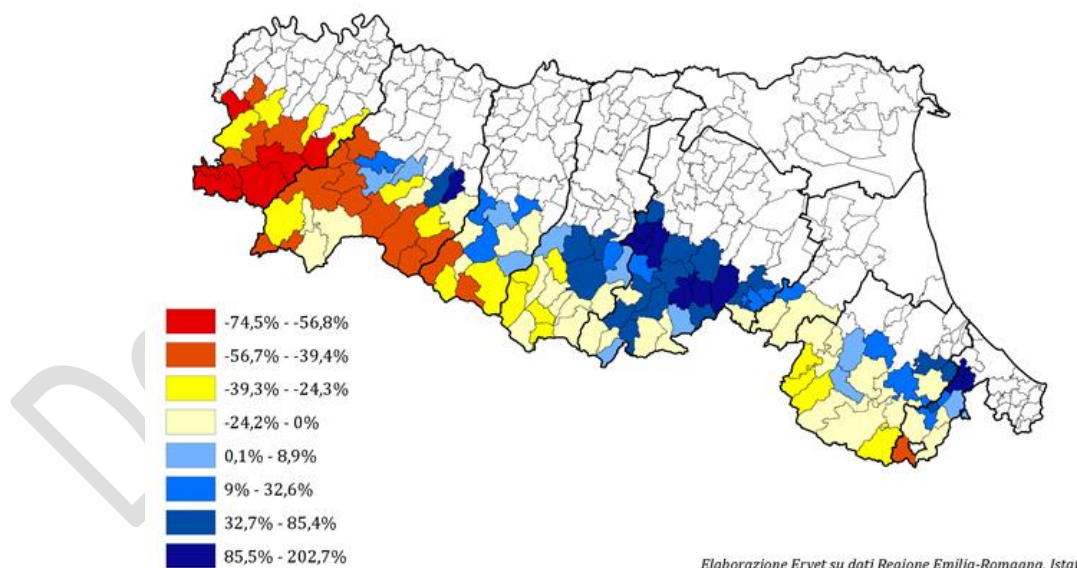 -74,5% - -56,8%
-56,7% - -39,4%
-39,3% - -24,3%
-24,2% - 0%
0,1% - 8,9%
9% - 32,6%
32,7% - 85,4%
85,5% - 202,7%
Elaborazione Ervet su dati Regione Emilia-Romagna, Istat